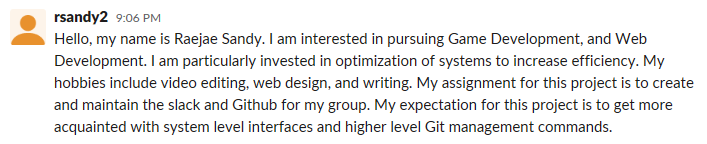 rsandy2 9:06 PM
Hello, my name is Raejae Sandy. I am interested in pursuing Game Development, and Web
Development. I am particularly invested in optimization of systems to increase efficiency. My
hobbies include video editing, web design, and writing. My assignment for this project is to create
and maintain the slack and Github for my group. My expectation for this project is to get more
acquainted with system level interfaces and higher level Git management commands.